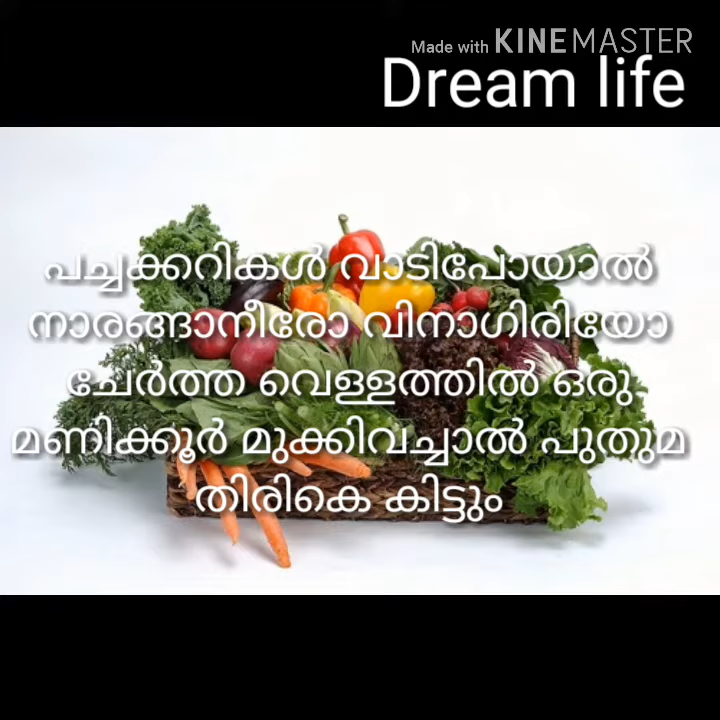 Made with KINEMASTER
Dream life
പച്ചക്കറികൾ വാടിപോയാൽ
നാരങ്ങാനീരോ വിനാഗിരിയോ
ചേർത്ത വെള്ളത്തിൽ ഒരു
മണിക്കൂർ മുക്കിവച്ചാൽ പുതുമ
തിരികെ കിട്ടും